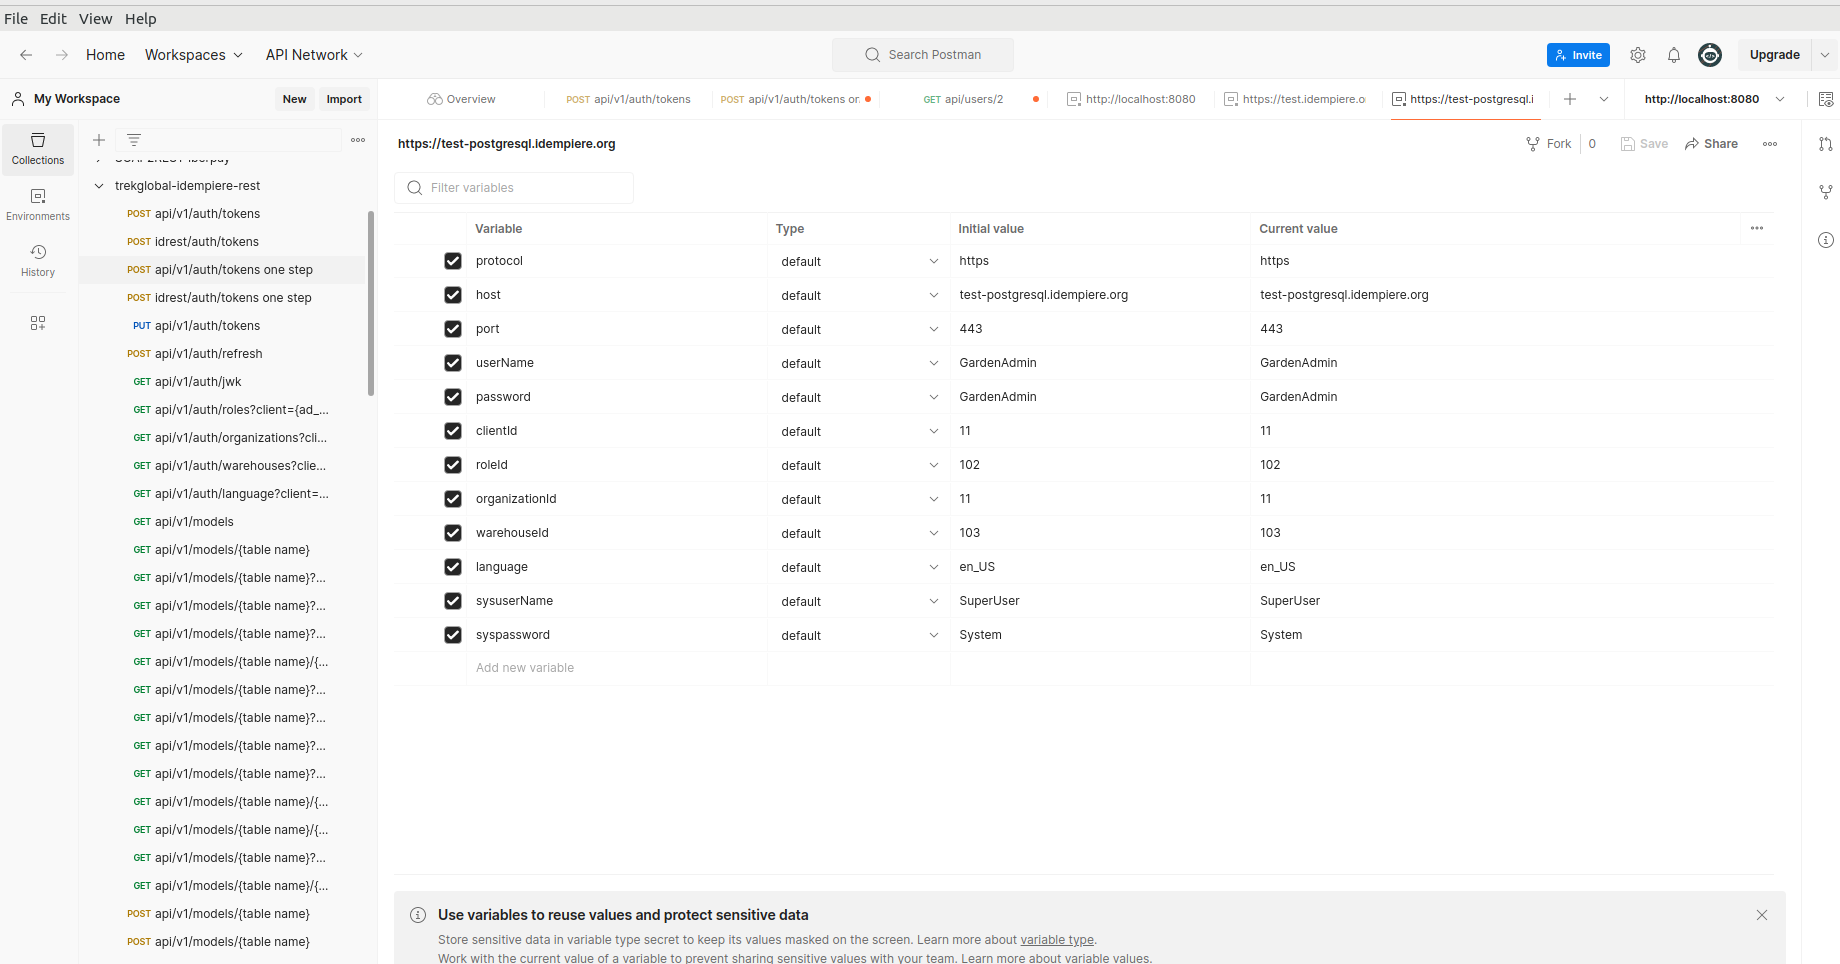 File Edit View Help
Home Workspaces API Network Search Postman Invite Upgrade
My Workspace New Import Overview POST api/v1/auth/tokens POST api/v1/auth/tokens or. GET api/users/2 http://localhost:8080 https://test.idempiere.o https://test-postgresql.i http://localhost:8080
Collections
Environments
History
trekglobal-idempiere-rest
POST api/v1/auth/tokens
POST idrest/auth/tokens
POST api/v1/auth/tokens one step
POST idrest/auth/tokens one step
PUT api/v1/auth/tokens
POST api/v1/auth/refresh
GET api/v1/auth/jwk
GET api/v1/auth/roles?client={ad_...
GET api/v1/auth/organizations?cli...
GET api/v1/auth/warehouses?clie...
GET api/v1/auth/language?client=...
GET api/v1/models
GET api/v1/models/{table name}
GET api/v1/models/{table name}?...
GET api/v1/models/{table name}?...
GET api/v1/models/{table name}?...
GET api/v1/models/{table name}/{...
GET api/v1/models/{table name}?...
GET api/v1/models/{table name}?...
GET api/v1/models/{table name}?...
GET api/v1/models/{table name}?...
GET api/v1/models/{table name}/{...
GET api/v1/models/{table name}/{...
GET api/v1/models/{table name}?...
GET api/v1/models/{table name}/{...
POST api/v1/models/{table name}
POST api/v1/models/{table name}
https://test-postgresql.idempiere.org Fork 0 Save Share
Filter variables
Variable Type Initial value Current value
protocol default https https
host default test-postgresql.idempiere.org test-postgresql.idempiere.org
port default 443 443
userName default GardenAdmin GardenAdmin
password default GardenAdmin GardenAdmin
clientId default 11 11
roleId default 102 102
organizationId default 11 11
warehouseId default 103 103
language default en_US en_US
sysuserName default SuperUser SuperUser
syspassword default System System
Add new variable
Use variables to reuse values and protect sensitive data
Store sensitive data in variable type secret to keep its values masked on the screen. Learn more about variable type.
Work with the current value of a variable to prevent sharing sensitive values with your team. Learn more about variable values.